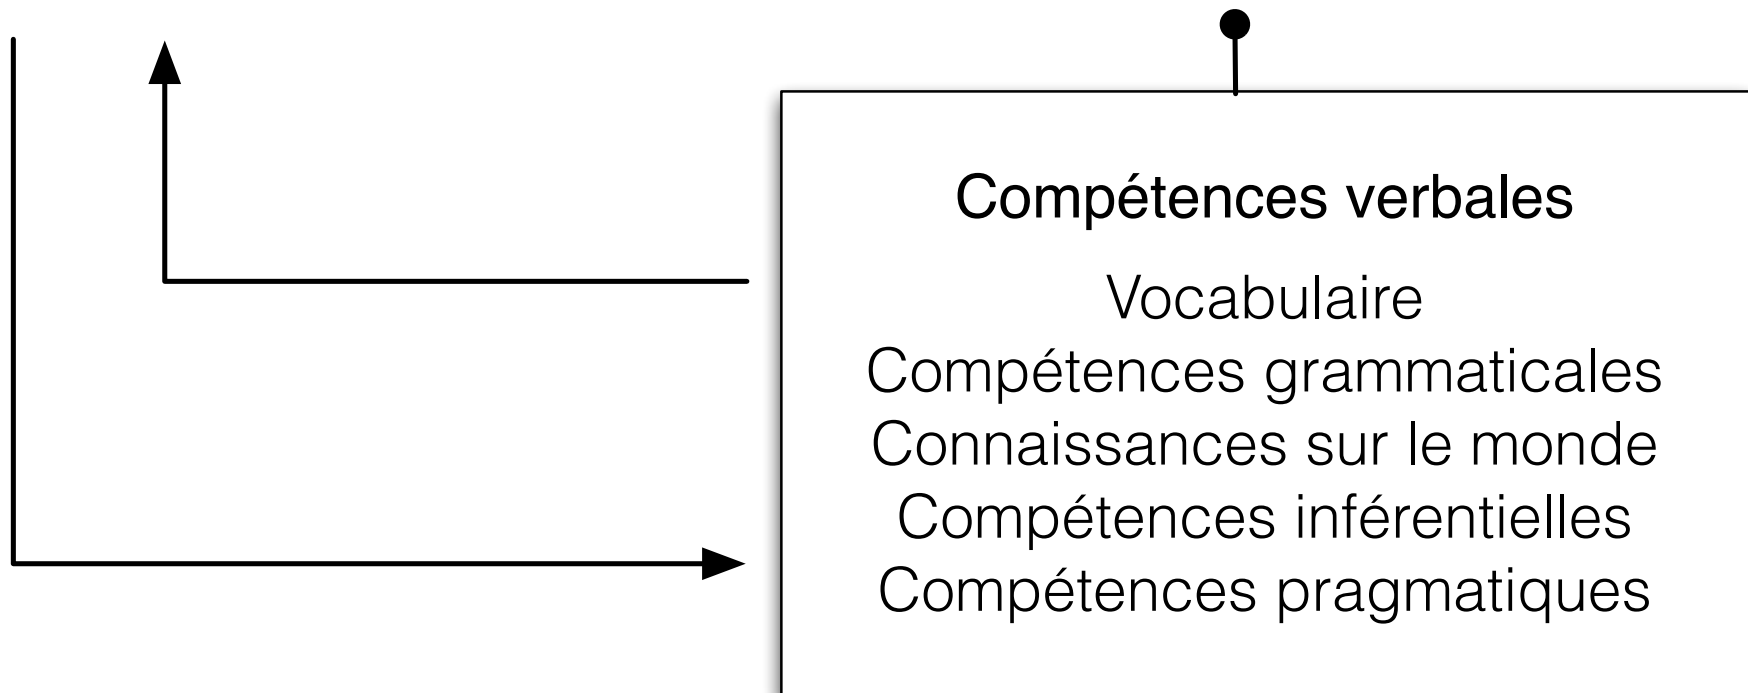 Compétences verbales
Vocabulaire
Compétences grammaticales
Connaissances sur le monde
Compétences inférentielles
Compétences pragmatiques